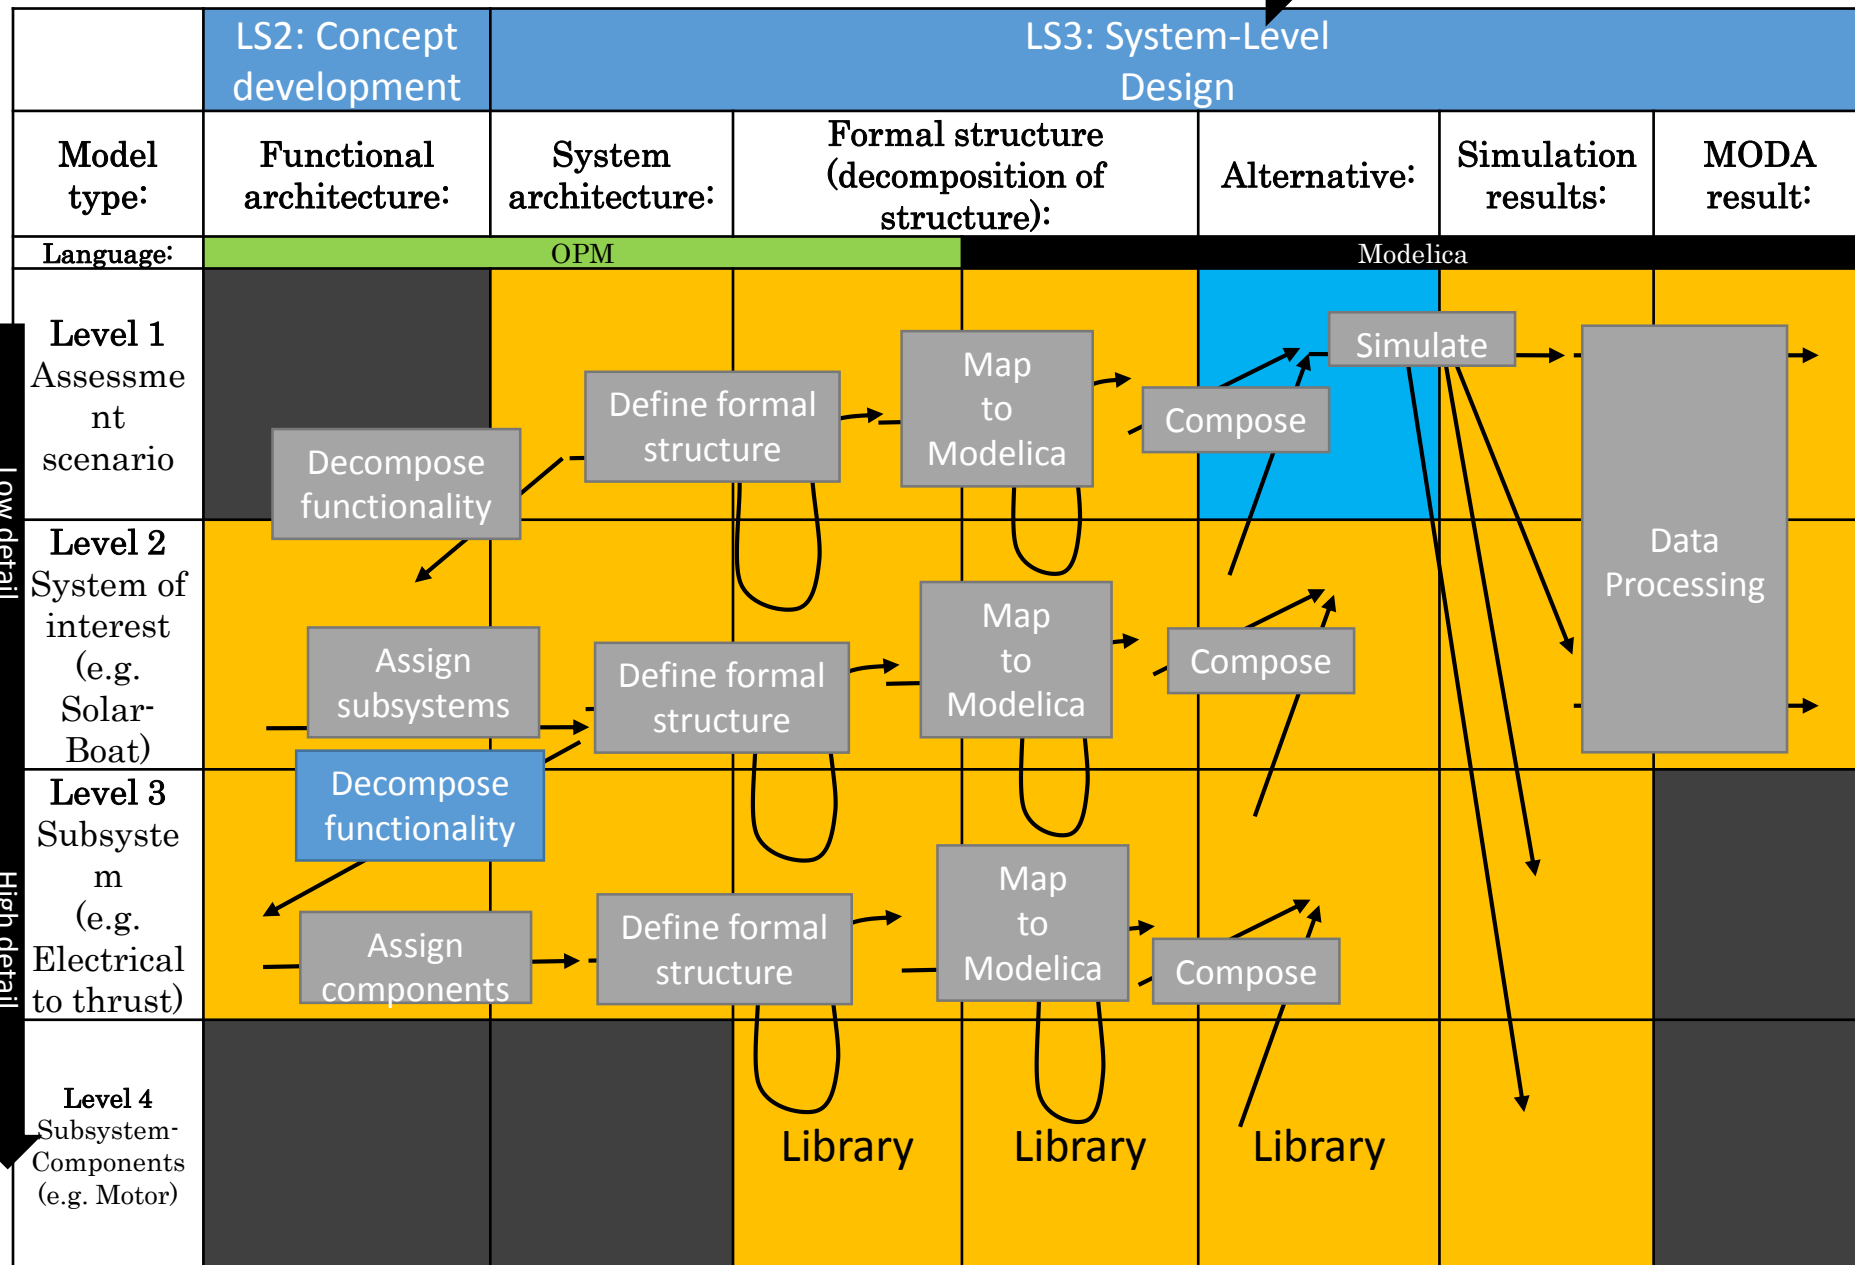 LS2: Concept
development
LS3: System-Level
Design
Model
type:
Functional
architecture:
System
architecture:
Formal structure
(decomposition of
structure):
Alternative:
Simulation
results:
MODA
result:
Language:
OPM
Modelica
Low detail
High detail
Level 1
Assessme
nt
scenario
Decompose
functionality
Define formal
structure
Map
to
Modelica
Compose
Simulate
Data
Processing
Level 2
System of
interest
(e.g.
Solar-
Boat)
Assign
subsystems
Define formal
structure
Map
to
Modelica
Compose
Decompose
functionality
Level 3
Subsyste
m
(e.g.
Electrical
to thrust)
Assign
components
Define formal
structure
Map
to
Modelica
Compose
Level 4
Subsystem-
Components
(e.g. Motor)
Library
Library
Library